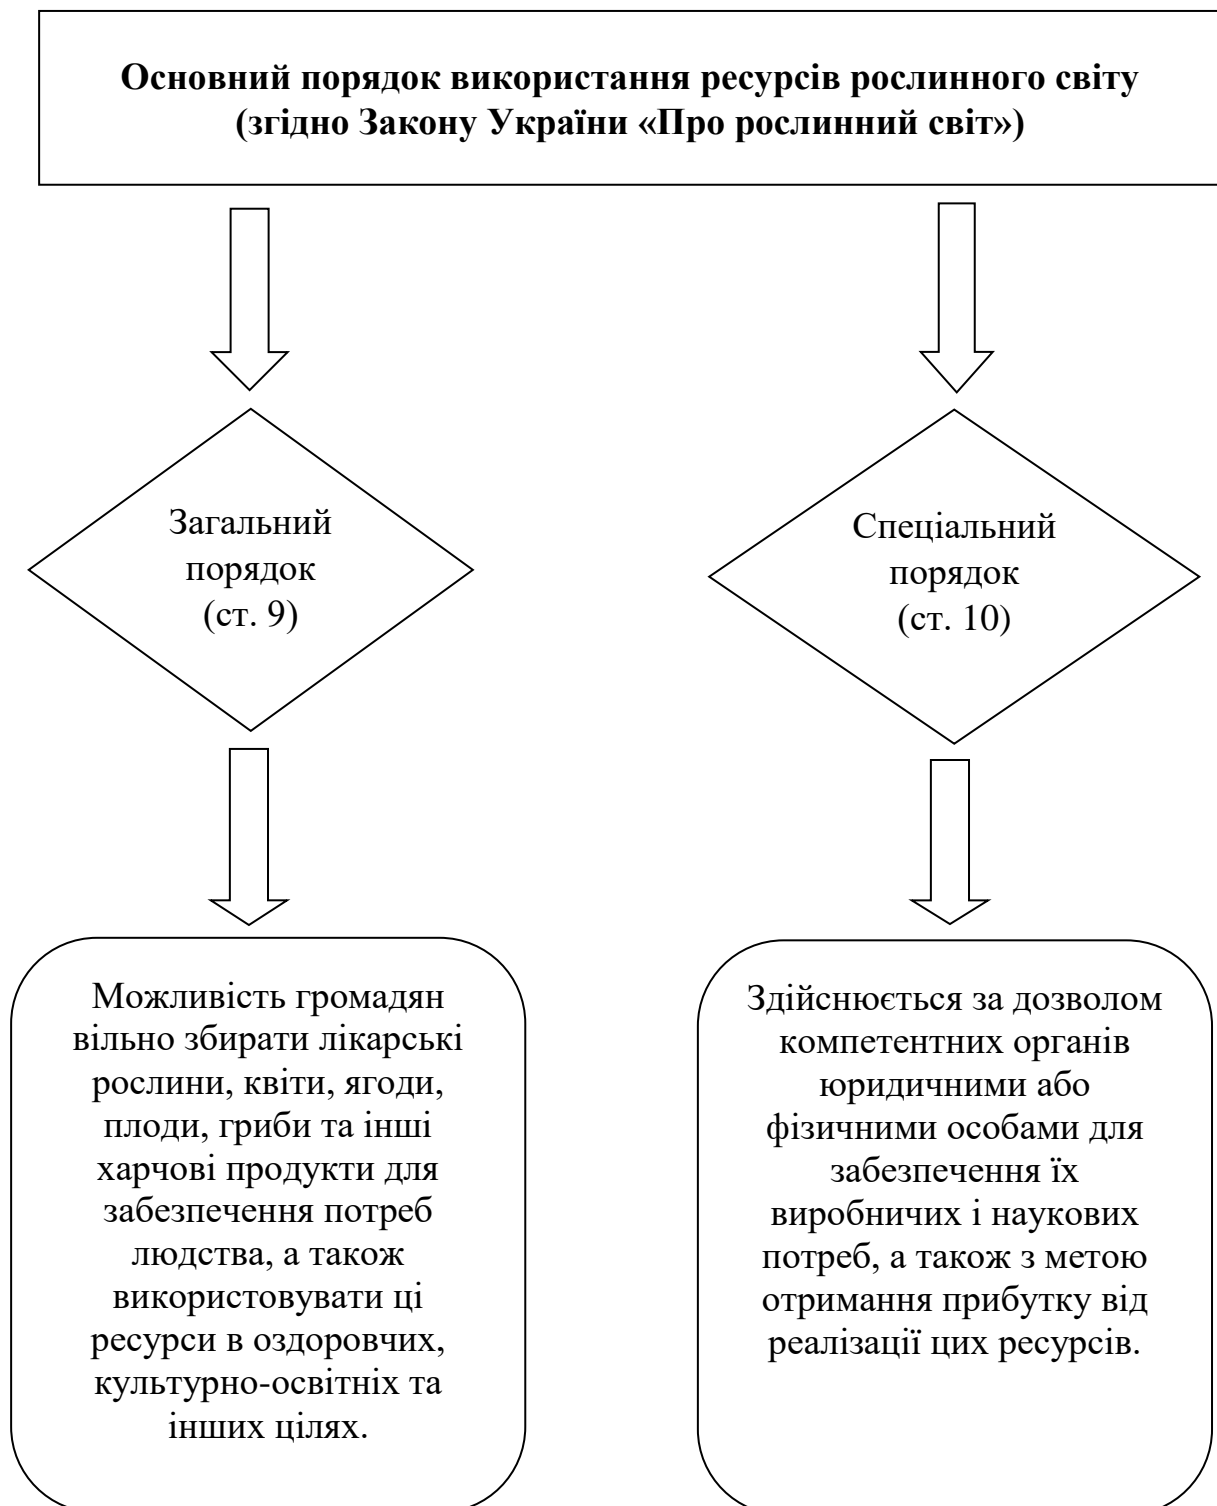 Основний порядок використання ресурсів рослинного світу
(згідно Закону України «Про рослинний світ»)
Загальний
порядок
(ст. 9)
Спеціальний
порядок
(ст. 10)
Можливість громадян
вільно збирати лікарські
рослини, квіти, ягоди,
плоди, гриби та інші
харчові продукти для
забезпечення потреб
людства, а також
використовувати ці
ресурси в оздоровчих,
культурно-освітніх та
інших цілях.
Здійснюється за дозволом
компетентних органів
юридичними або
фізичними особами для
забезпечення їх
виробничих і наукових
потреб, а також з метою
отримання прибутку від
реалізації цих ресурсів.